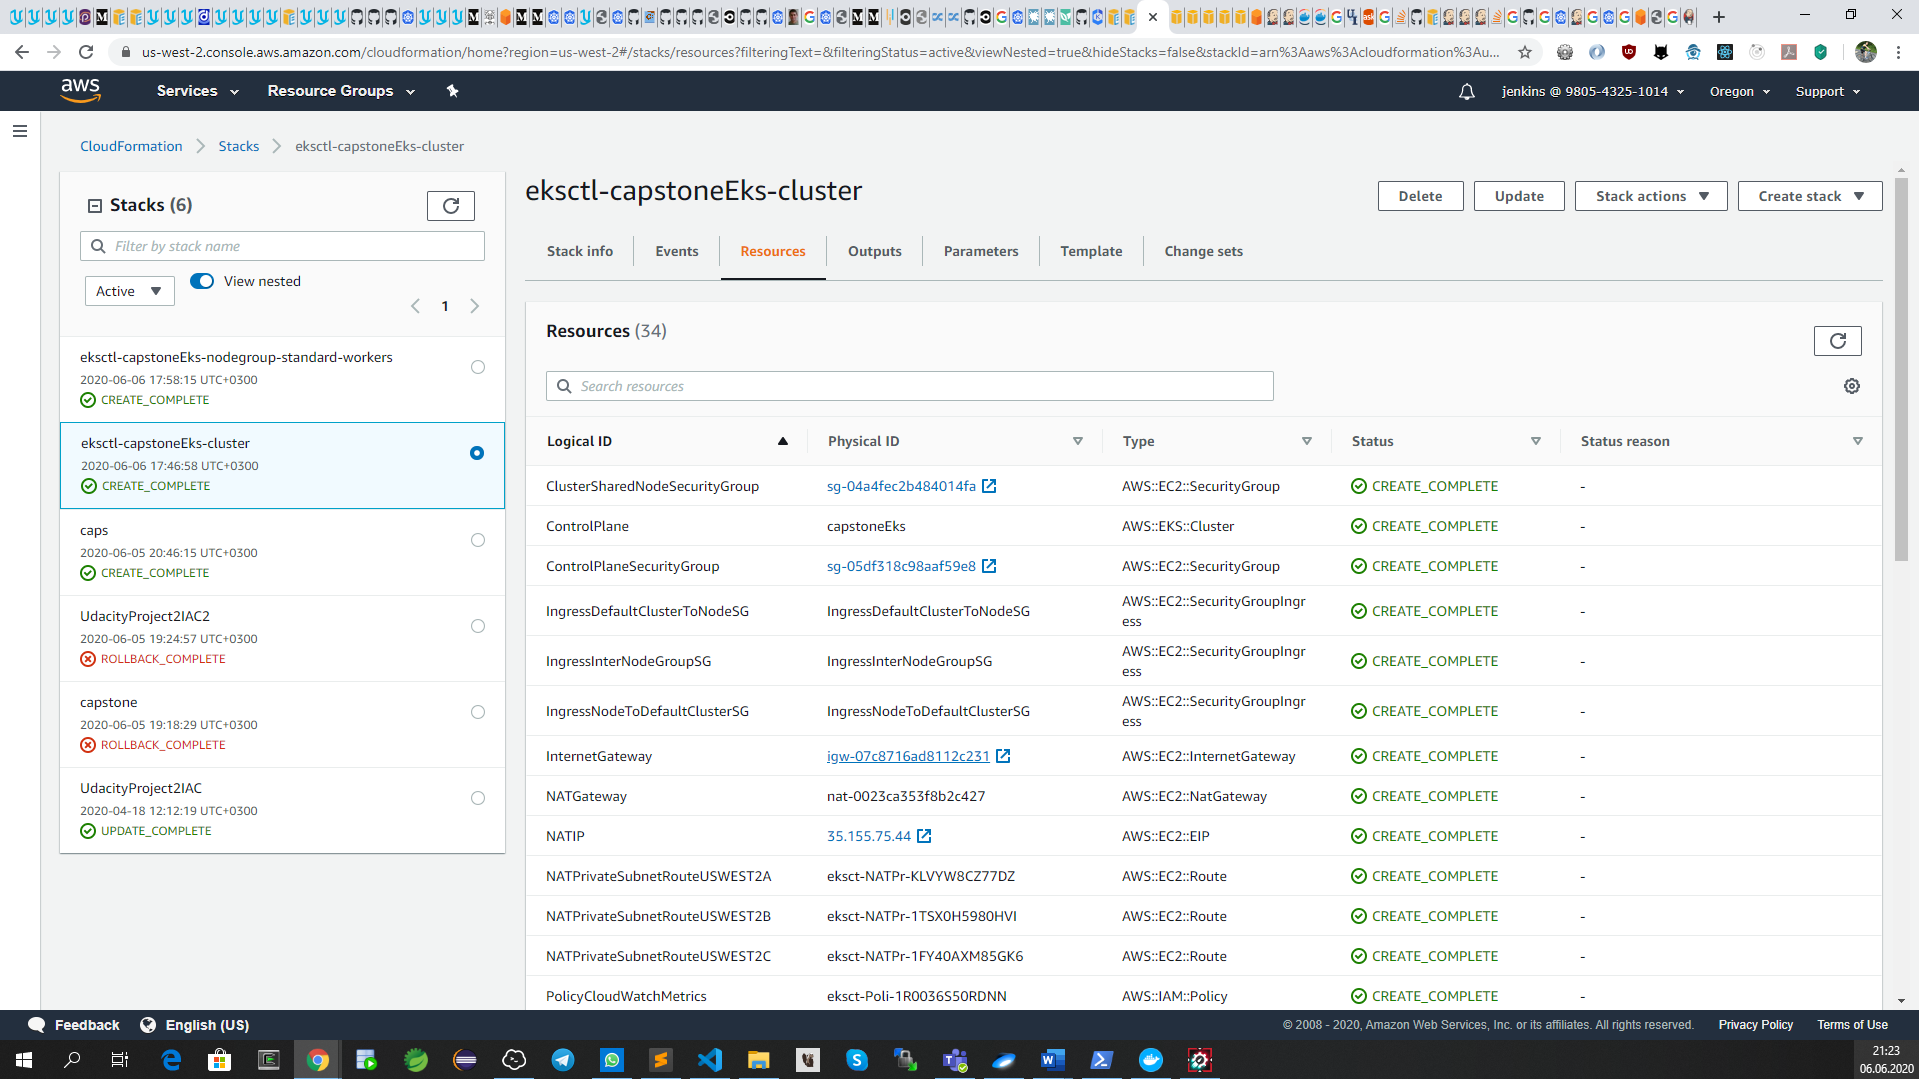 us-west-2.console.aws.amazon.com/cloudformation/home?region=us-west-2#/stacks/resources?filteringText=&filteringStatus=active&viewNested=true&hideStacks=false&stackId=arn%3Aaws%3Acloudformation%3Au...
aws
Services
Resource Groups
jenkins @ 9805-4325-1014
Oregon
Support
CloudFormation
Stacks
eksctl-capstoneEks-cluster
Stacks (6)
Filter by stack name
Active
View nested
1
eksctl-capstoneEks-nodegroup-standard-workers
2020-06-06 17:58:15 UTC+0300
CREATE_COMPLETE
eksctl-capstoneEks-cluster
2020-06-06 17:46:58 UTC+0300
CREATE_COMPLETE
caps
2020-06-05 20:46:15 UTC+0300
CREATE_COMPLETE
UdacityProject2IAC2
2020-06-05 19:24:57 UTC+0300
ROLLBACK_COMPLETE
capstone
2020-06-05 19:18:29 UTC+0300
ROLLBACK_COMPLETE
UdacityProject2IAC
2020-04-18 12:12:19 UTC+0300
UPDATE_COMPLETE
eksctl-capstoneEks-cluster
Delete
Update
Stack actions
Create stack
Stack info
Events
Resources
Outputs
Parameters
Template
Change sets
Resources (34)
Search resources
Logical ID Physical ID Type Status Status reason
ClusterSharedNodeSecurityGroup sg-04a4fec2b484014fa AWS::EC2::SecurityGroup CREATE_COMPLETE -
ControlPlane capstoneEks AWS::EKS::Cluster CREATE_COMPLETE -
ControlPlaneSecurityGroup sg-05df318c98aaf59e8 AWS::EC2::SecurityGroup CREATE_COMPLETE -
IngressDefaultClusterToNodeSG IngressDefaultClusterToNodeSG AWS::EC2::SecurityGroupIngr
ess CREATE_COMPLETE -
IngressInterNodeGroupSG IngressInterNodeGroupSG AWS::EC2::SecurityGroupIngr
ess CREATE_COMPLETE -
IngressNodeToDefaultClusterSG IngressNodeToDefaultClusterSG AWS::EC2::SecurityGroupIngr
ess CREATE_COMPLETE -
InternetGateway igw-07c8716ad8112c231 AWS::EC2::InternetGateway CREATE_COMPLETE -
NATGateway nat-0023ca353f8b2c427 AWS::EC2::NatGateway CREATE_COMPLETE -
NATIP 35.155.75.44 AWS::EC2::EIP CREATE_COMPLETE -
NATPrivateSubnetRouteUSWEST2A eksct-NATPr-KLVYW8CZ77DZ AWS::EC2::Route CREATE_COMPLETE -
NATPrivateSubnetRouteUSWEST2B eksct-NATPr-1TSX0H5980HVI AWS::EC2::Route CREATE_COMPLETE -
NATPrivateSubnetRouteUSWEST2C eksct-NATPr-1FY40AXM85GK6 AWS::EC2::Route CREATE_COMPLETE -
PolicyCloudWatchMetrics eksct-Poli-1R0036S50RDNN AWS::IAM::Policy CREATE_COMPLETE -
Feedback
English (US)
© 2008 - 2020, Amazon Web Services, Inc. or its affiliates. All rights reserved.
Privacy Policy
Terms of Use
21:23
06.06.2020